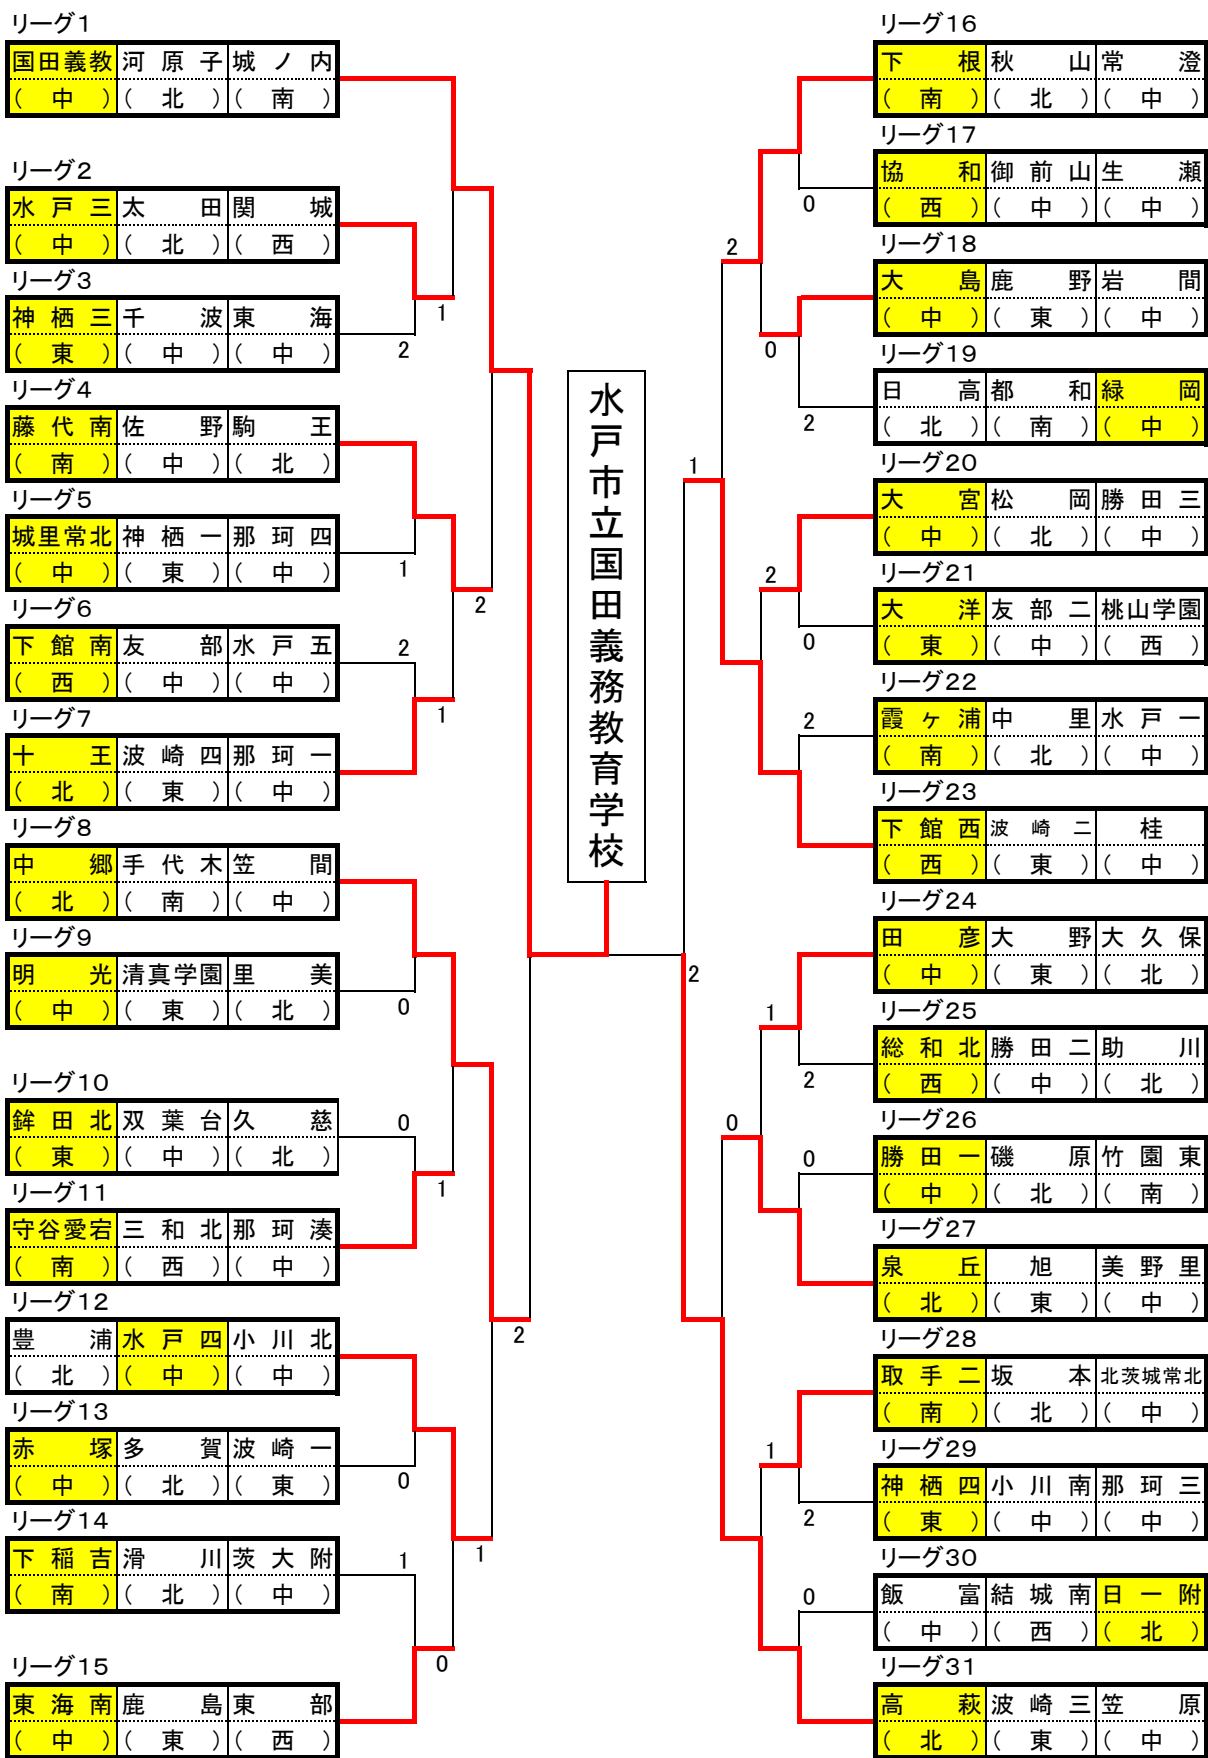 リーグ1
国田義教 河原子 城ノ内
(中) (北) (南)
リーグ2
水戸三 太田 関城
(中) (北) (西)
1
リーグ3
神栖三 千波 東海
(東) (中) (中)
2
リーグ4
藤代南 佐野 駒王
(南) (中) (北)
リーグ5
城里常北 神栖一 那珂四
(中) (東) (中)
1
2
リーグ6
下館南 友部 水戸五
(西) (中) (中)
2
1
リーグ7
十王 波崎四 那珂一
(北) (東) (中)
リーグ8
中郷 手代木 笠間
(北) (南) (中)
リーグ9
明光 清真学園 里美
(中) (東) (北)
0
リーグ10
鉾田北 双葉台 久慈
(東) (中) (北)
0
1
リーグ11
守谷愛宕 三和北 那珂湊
(南) (西) (中)
リーグ12
豊浦 水戸四 小川北
(北) (中) (中)
2
リーグ13
赤塚 多賀 波崎一
(中) (北) (東)
0
リーグ14
下稲吉 滑川 茨大附
(南) (北) (中)
1
1
0
リーグ15
東海南 鹿島 東部
(中) (東) (西)
水戸市立国田義務教育学校
リーグ16
下根 秋山 常澄
(南) (北) (中)
リーグ17
協和 御前山 生瀬
(西) (中) (中)
0
2
リーグ18
大島 鹿野 岩間
(中) (東) (中)
0
リーグ19
日高 都和 緑岡
(北) (南) (中)
2
1
リーグ20
大宮 松岡 勝田三
(中) (北) (中)
2
リーグ21
大洋 友部二 桃山学園
(東) (中) (西)
0
リーグ22
霞ヶ浦 中里 水戸一
(南) (北) (中)
2
リーグ23
下館西 波崎二 桂
(西) (東) (中)
リーグ24
田彦 大野 大久保
(中) (東) (北)
2
1
リーグ25
総和北 勝田二 助川
(西) (中) (北)
2
0
リーグ26
勝田一 磯原 竹園東
(中) (北) (南)
0
リーグ27
泉丘 旭 美野里
(北) (東) (中)
リーグ28
取手二 坂本 北茨城常北
(南) (北) (中)
1
リーグ29
神栖四 小川南 那珂三
(東) (中) (中)
2
リーグ30
飯富 結城南 日一附
(中) (西) (北)
0
リーグ31
高萩 波崎三 笠原
(北) (東) (中)